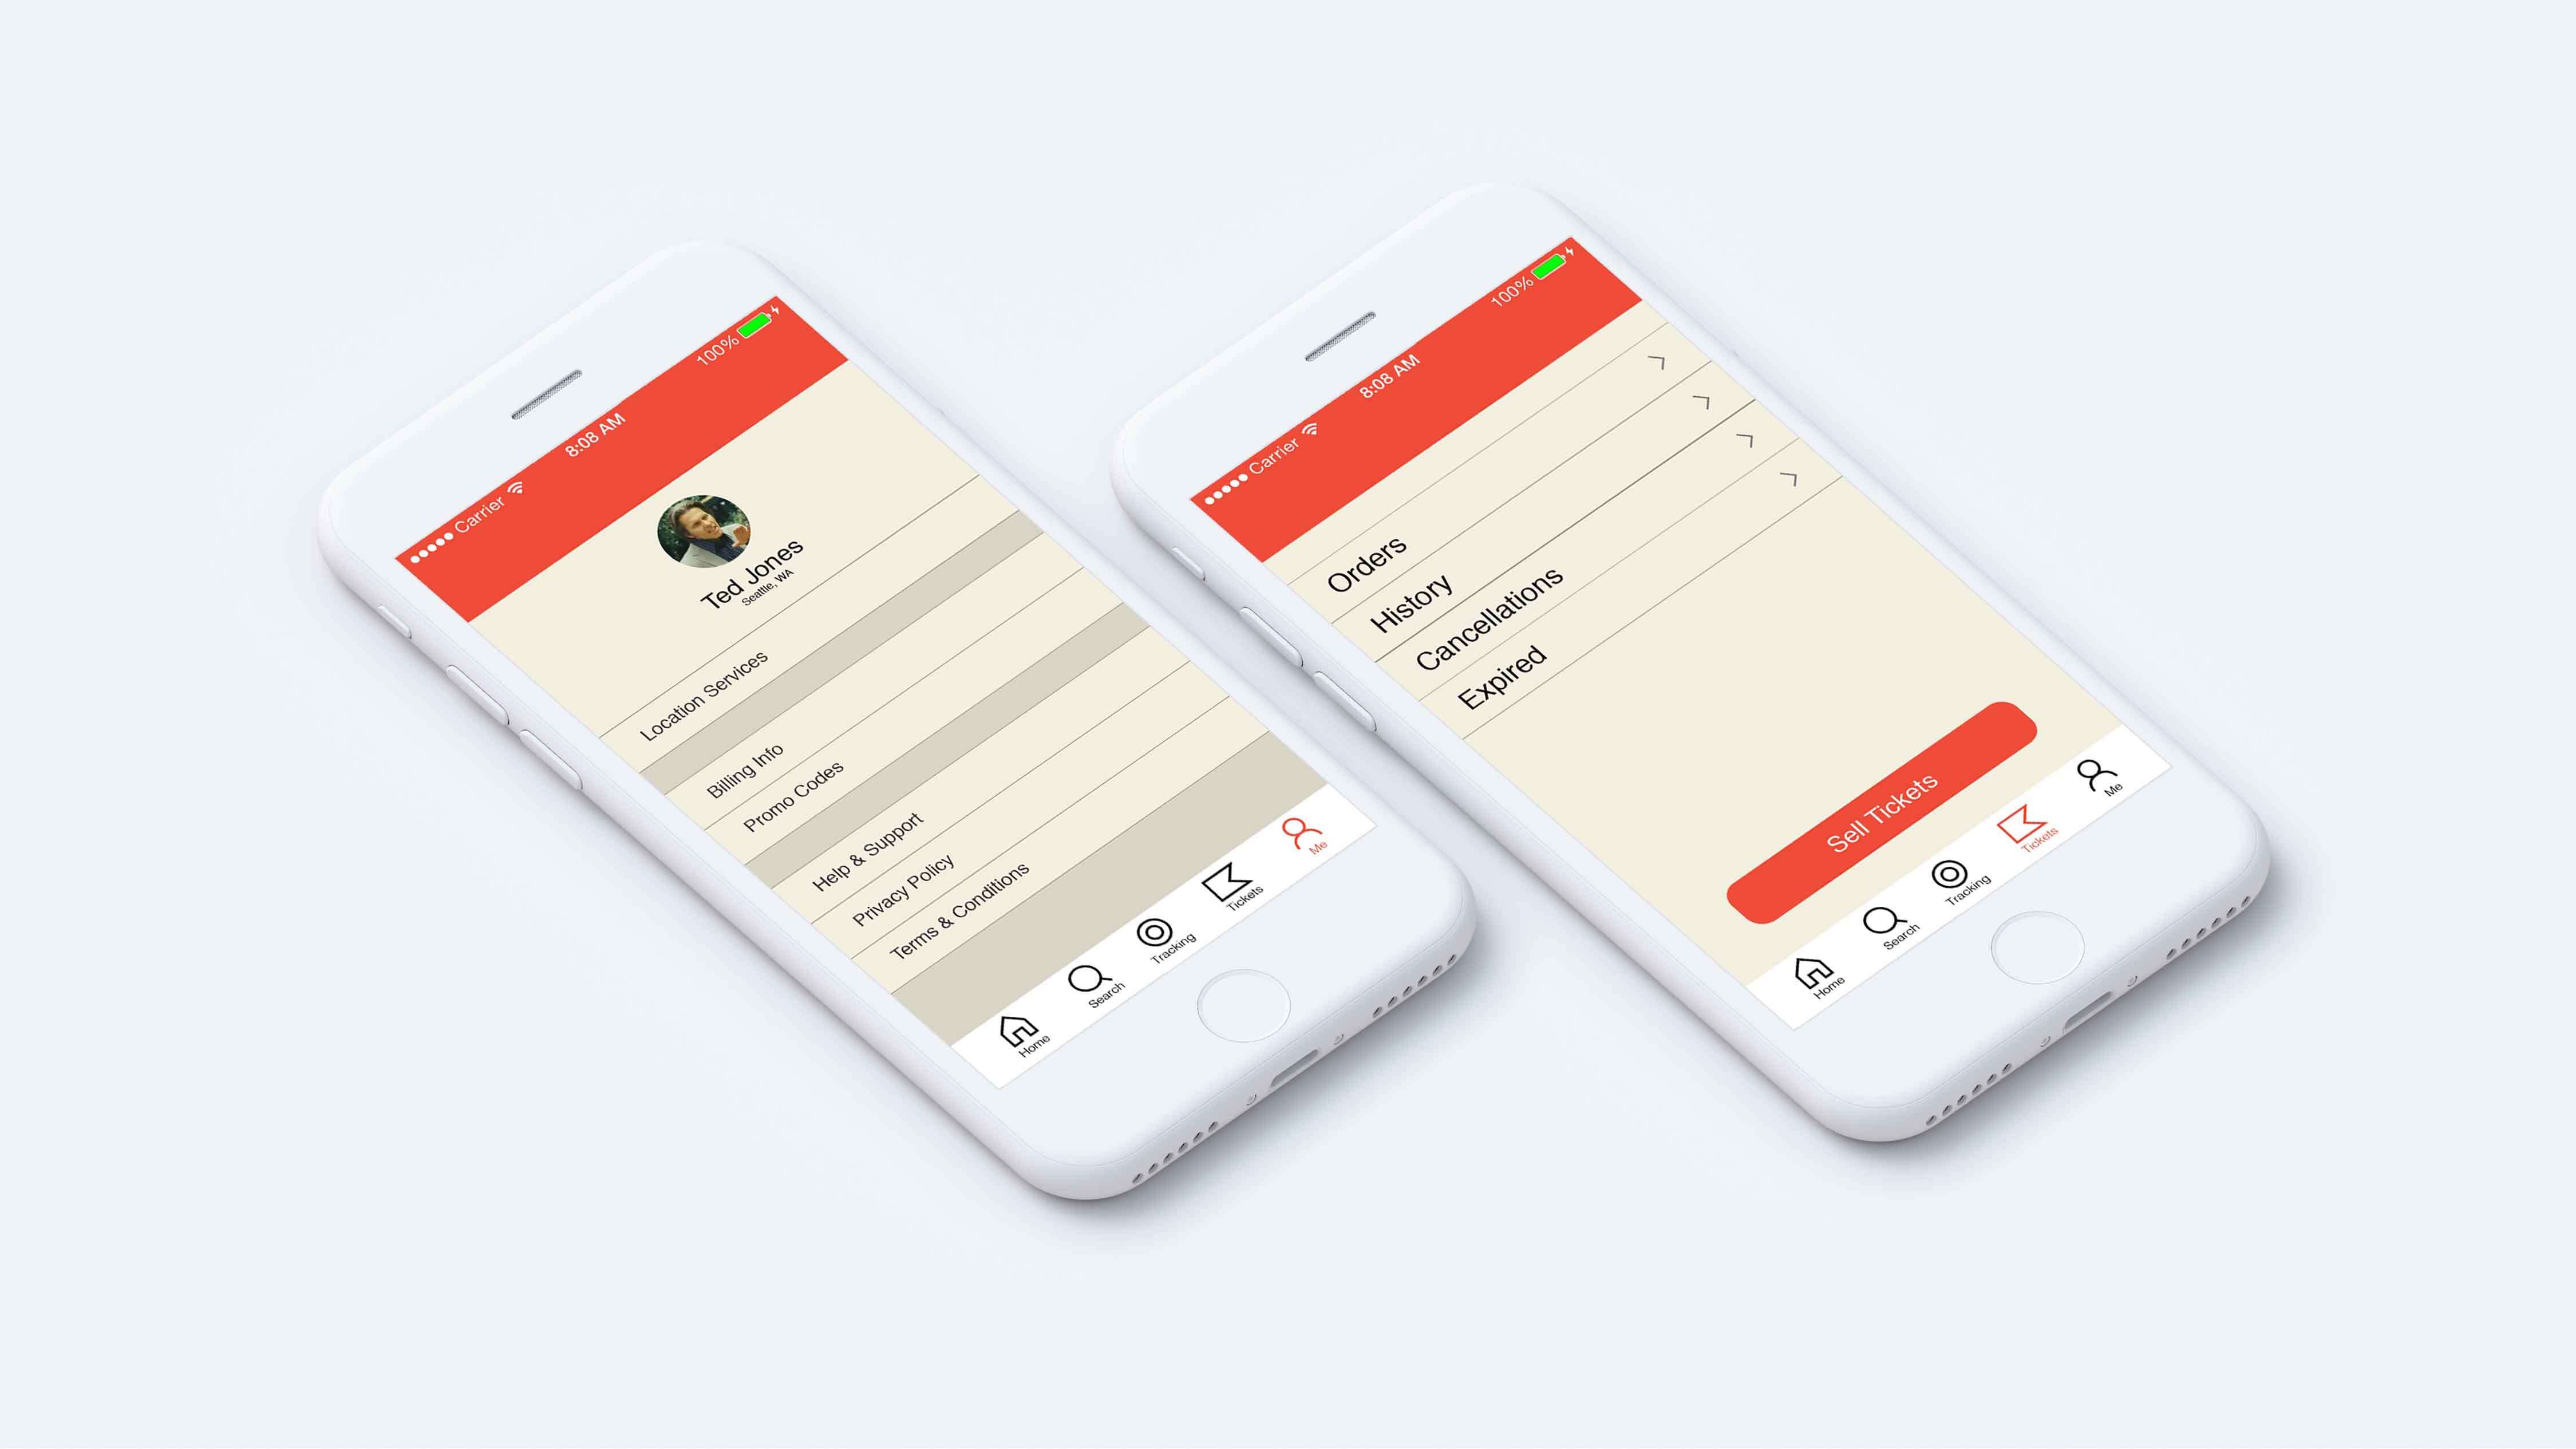 Carrier 8:08 AM 100%
Ted Jones
Seattle, WA
Location Services
Billing Info
Promo Codes
Help & Support
Privacy Policy
Terms & Conditions
Home Search Tracking Tickets Me
Carrier 8:08 AM 100%
Orders
History
Cancellations
Expired
Sell Tickets
Home Search Tracking Tickets Me